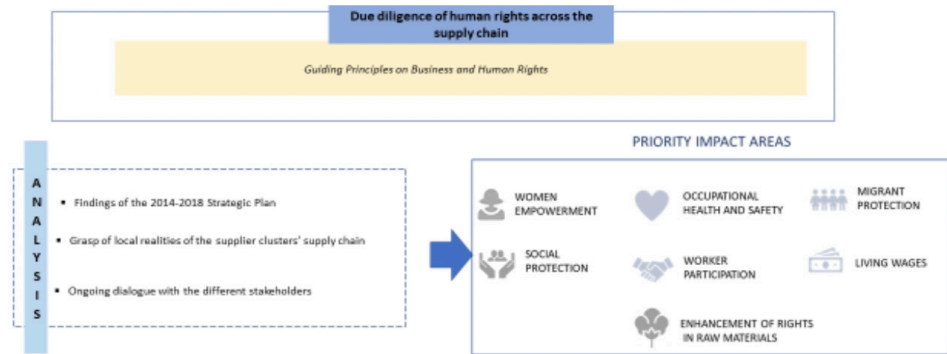 Due diligence of human rights across the
supply chain
Guiding Principles on Business and Human Rights
ANALYSIS
▪ Findings of the 2014-2018 Strategic Plan
▪ Grasp of local realities of the supplier clusters' supply chain
▪ Ongoing dialogue with the different stakeholders
PRIORITY IMPACT AREAS
WOMEN
EMPOWERMENT
OCCUPATIONAL
HEALTH AND SAFETY
MIGRANT
PROTECTION
SOCIAL
PROTECTION
WORKER
PARTICIPATION
LIVING WAGES
ENHANCEMENT OF RIGHTS
IN RAW MATERIALS